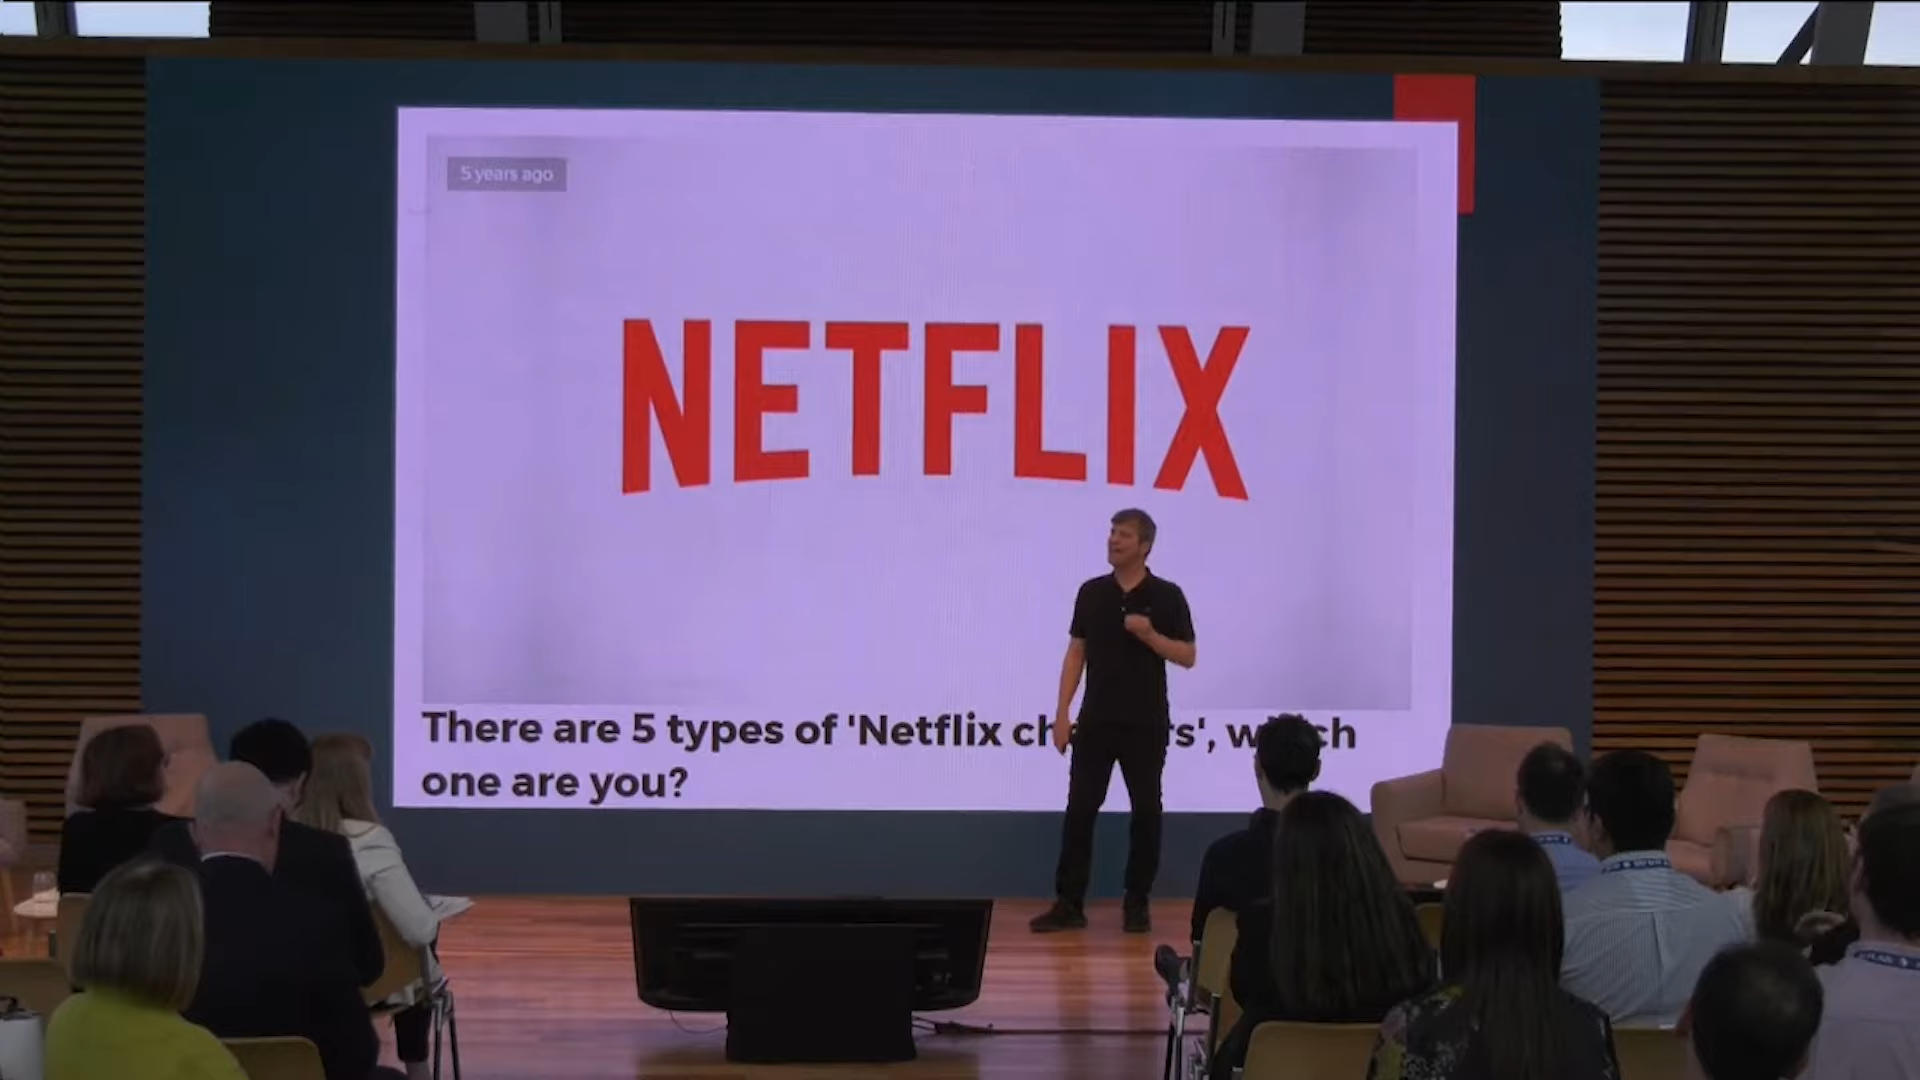 5 years ago
NETFLIX
There are 5 types of 'Netflix
one are you?